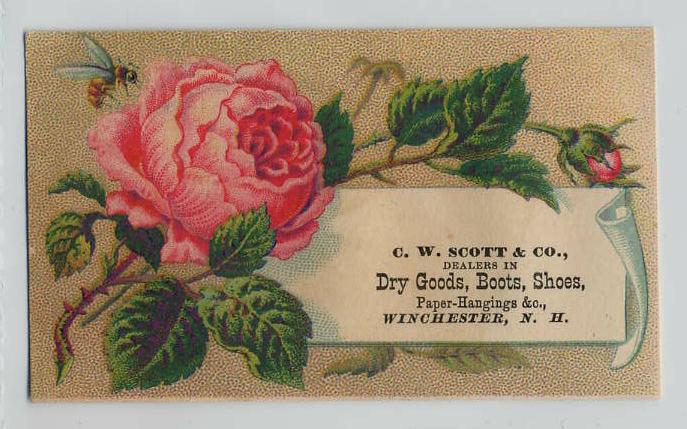 C. W. SCOTT & CO.,
DEALERS IN
Dry Goods, Boots, Shoes,
Paper-Hangings &c.,
WINCHESTER, N. H.